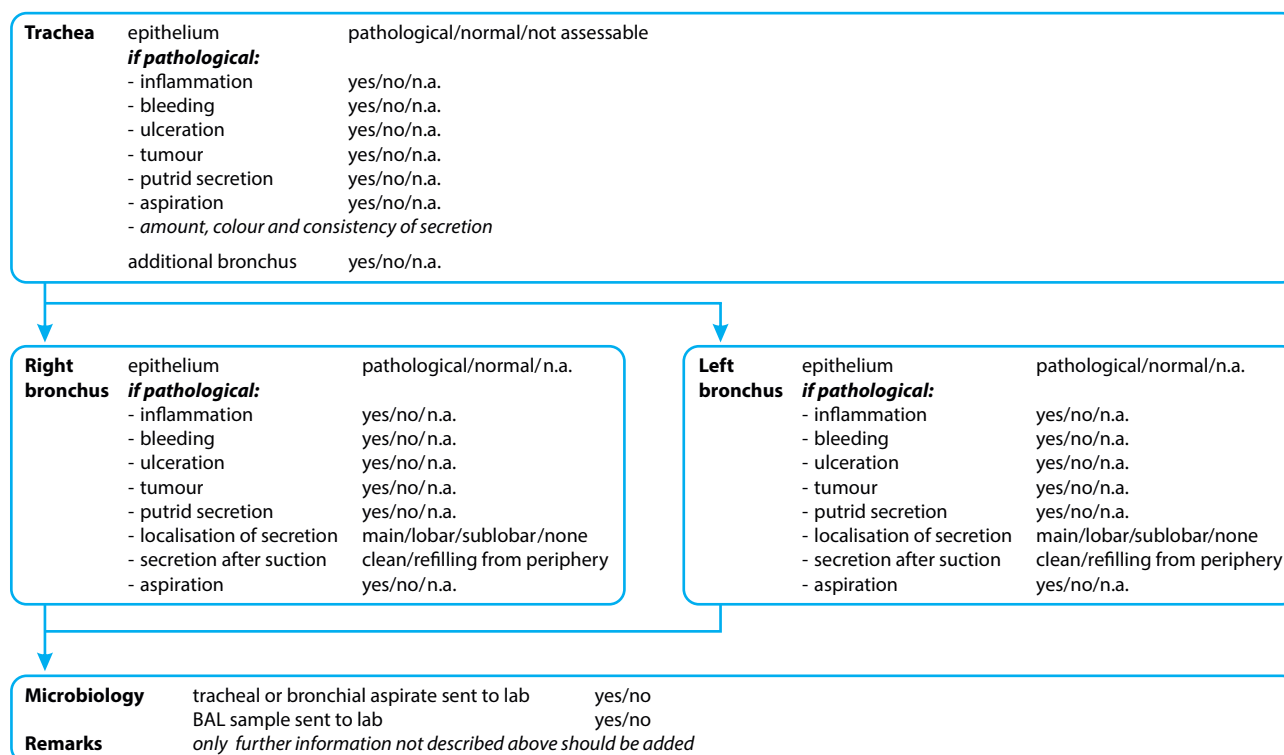 Trachea epithelium pathological/normal/not assessable
if pathological:
- inflammation yes/no/n.a.
- bleeding yes/no/n.a.
- ulceration yes/no/n.a.
- tumour yes/no/n.a.
- putrid secretion yes/no/n.a.
- aspiration yes/no/n.a.
- amount, colour and consistency of secretion
additional bronchus yes/no/n.a.
Right epithelium pathological/normal/n.a.
bronchus if pathological:
- inflammation yes/no/n.a.
- bleeding yes/no/n.a.
- ulceration yes/no/n.a.
- tumour yes/no/n.a.
- putrid secretion yes/no/n.a.
- localisation of secretion main/lobar/sublobar/none
- secretion after suction clean/refilling from periphery
- aspiration yes/no/n.a.
Left epithelium pathological/normal/n.a.
bronchus if pathological:
- inflammation yes/no/n.a.
- bleeding yes/no/n.a.
- ulceration yes/no/n.a.
- tumour yes/no/n.a.
- putrid secretion yes/no/n.a.
- localisation of secretion main/lobar/sublobar/none
- secretion after suction clean/refilling from periphery
- aspiration yes/no/n.a.
Microbiology tracheal or bronchial aspirate sent to lab yes/no
BAL sample sent to lab yes/no
Remarks only further information not described above should be added